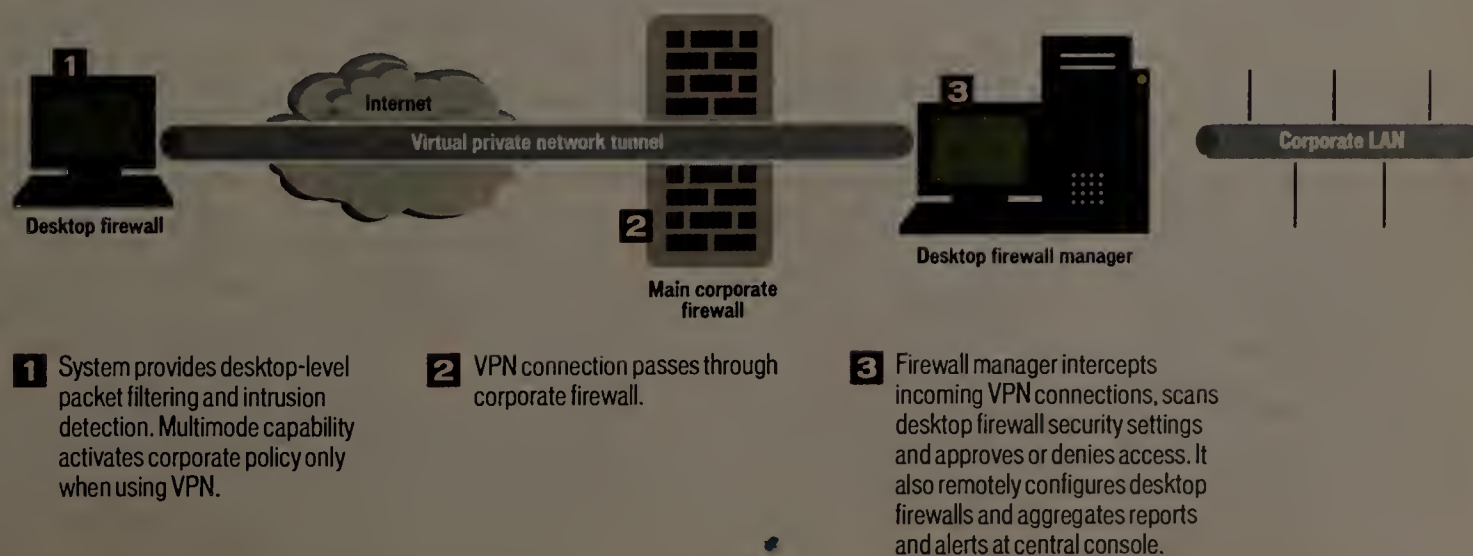 1
Internet
Virtual private network tunnel
Desktop firewall
2
Main corporate
firewall
3
Desktop firewall manager
Corporate LAN
1 System provides desktop-level
packet filtering and intrusion
detection. Multimode capability
activates corporate policy only
when using VPN.
2 VPN connection passes through
corporate firewall.
3 Firewall manager intercepts
incoming VPN connections, scans
desktop firewall security settings
and approves or denies access. It
also remotely configures desktop
firewalls and aggregates reports
and alerts at central console.